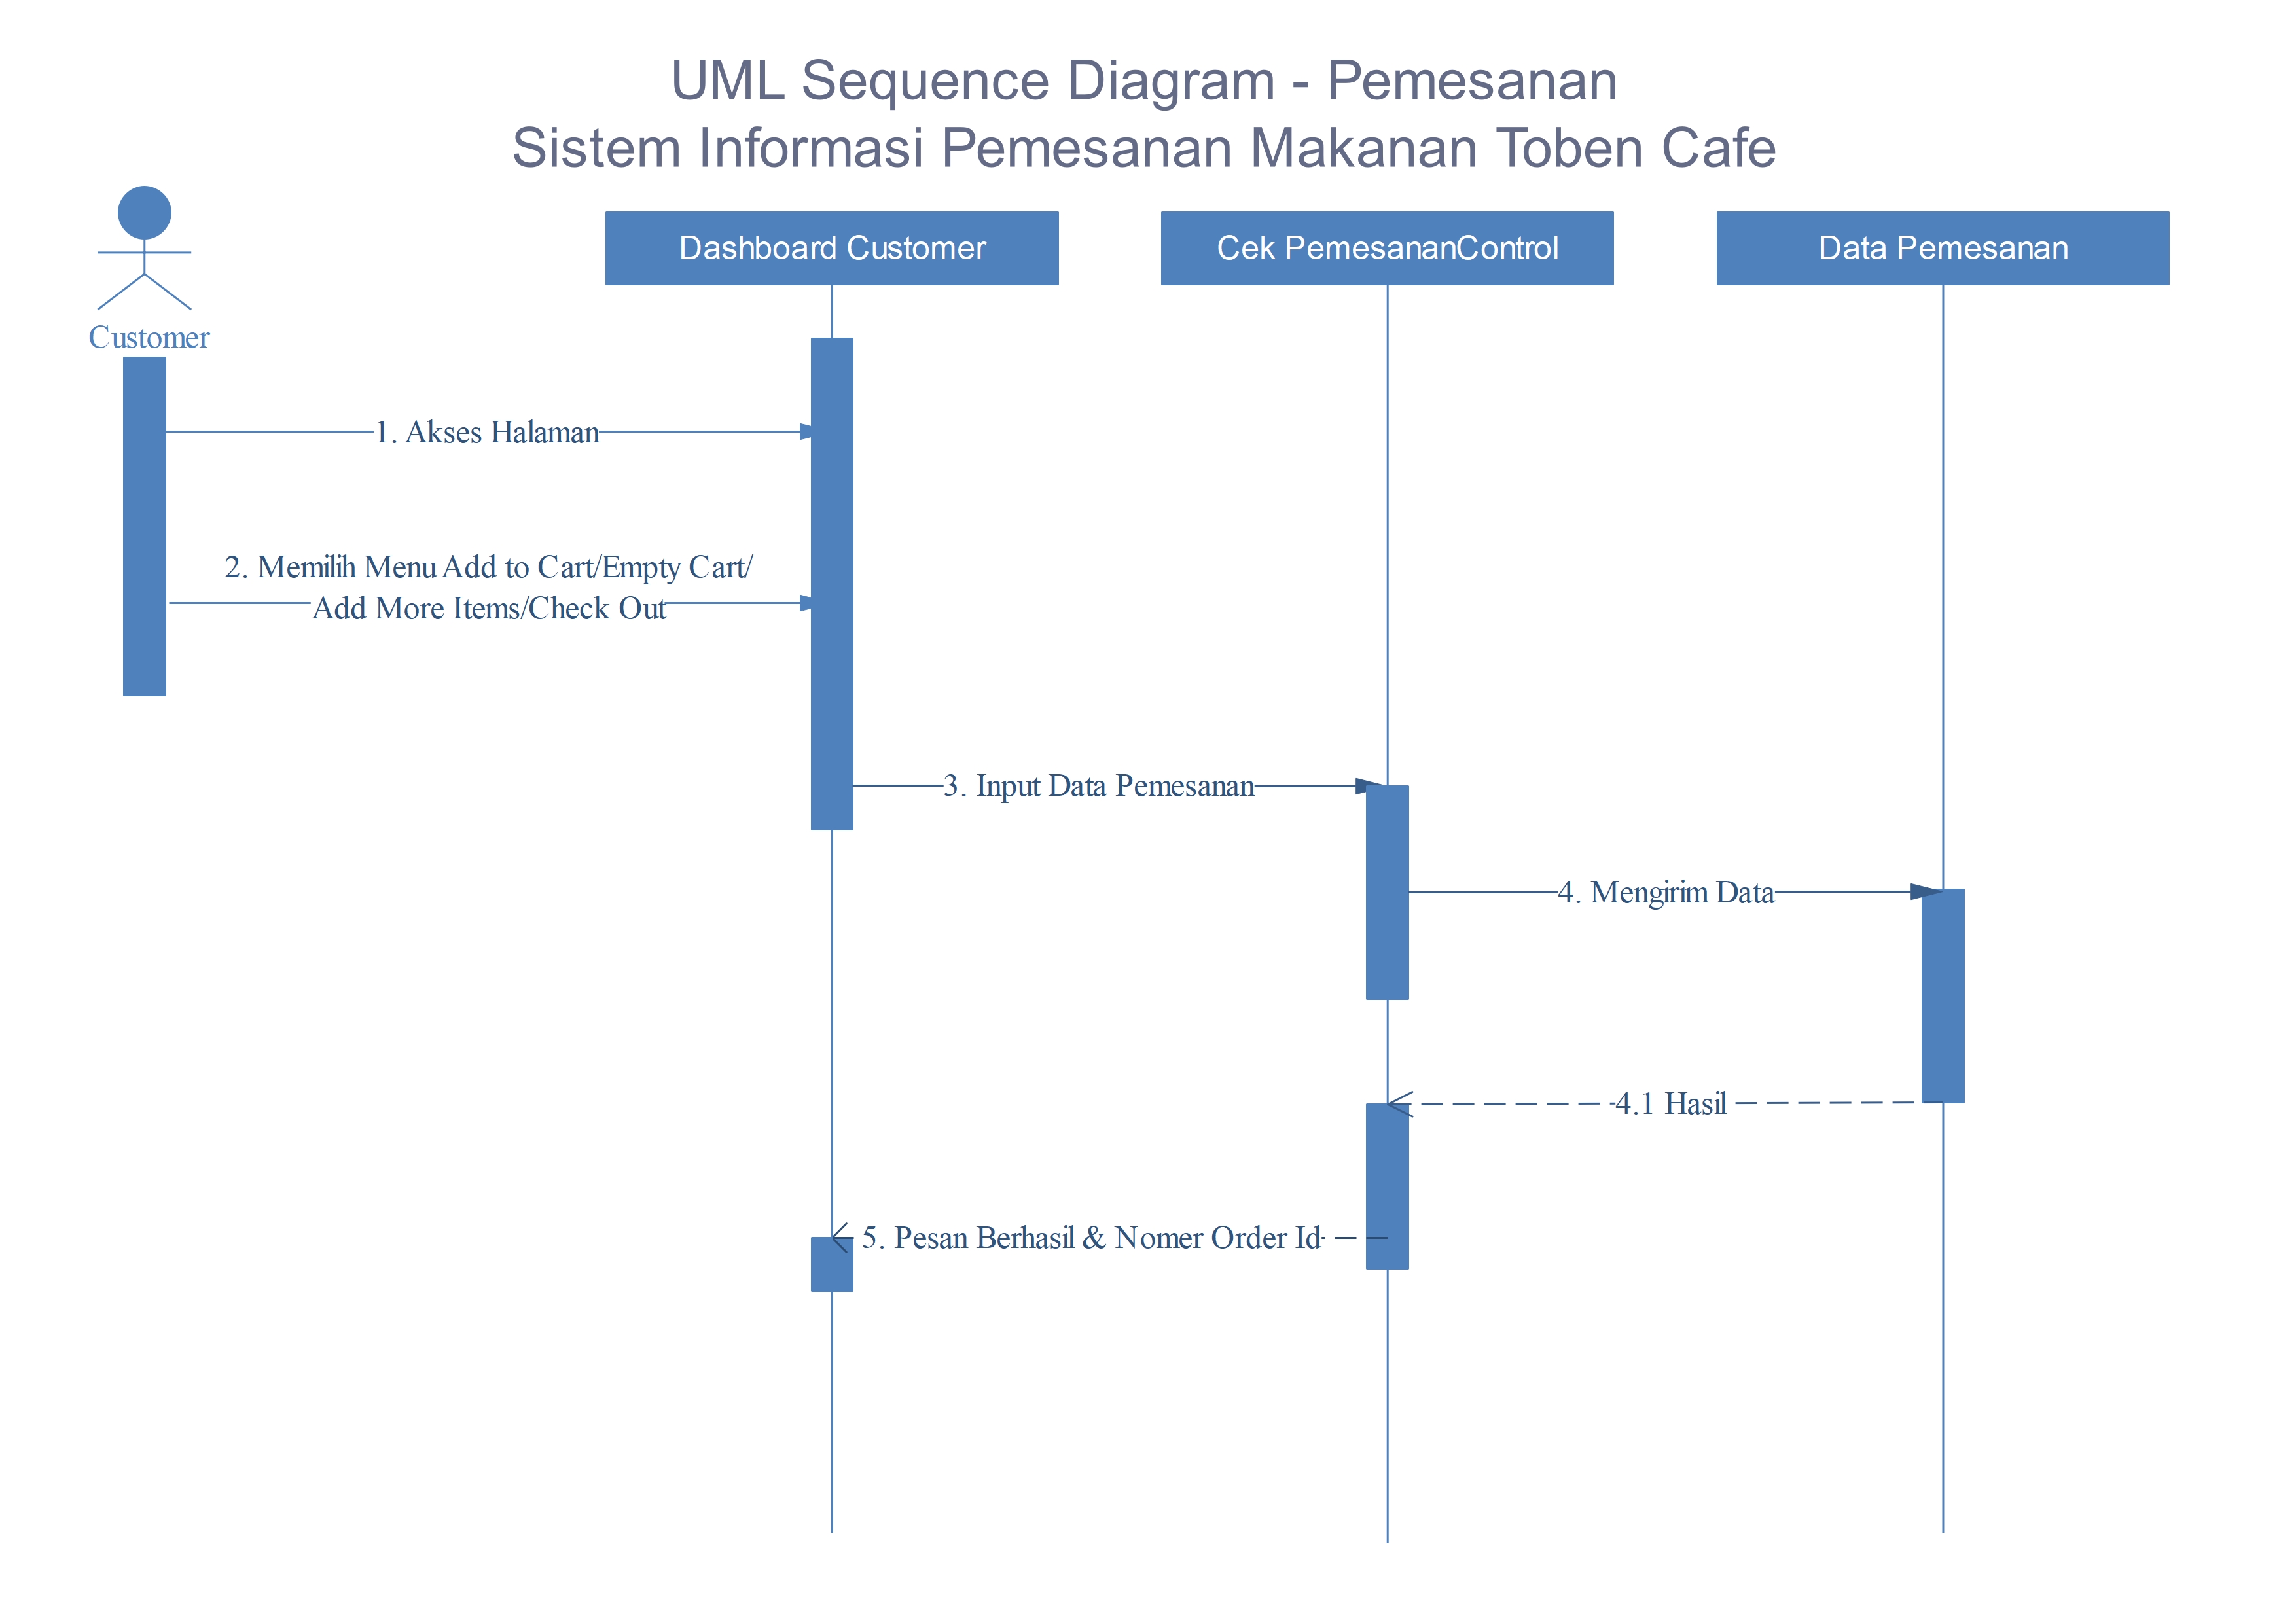 UML Sequence Diagram - Pemesanan
Sistem Informasi Pemesanan Makanan Toben Cafe
Customer
Dashboard Customer
Cek PemesananControl
Data Pemesanan
1. Akses Halaman
2. Memilih Menu Add to Cart/Empty Cart/
Add More Items/Check Out
3. Input Data Pemesanan
4. Mengirim Data
4.1 Hasil
5. Pesan Berhasil & Nomer Order Id